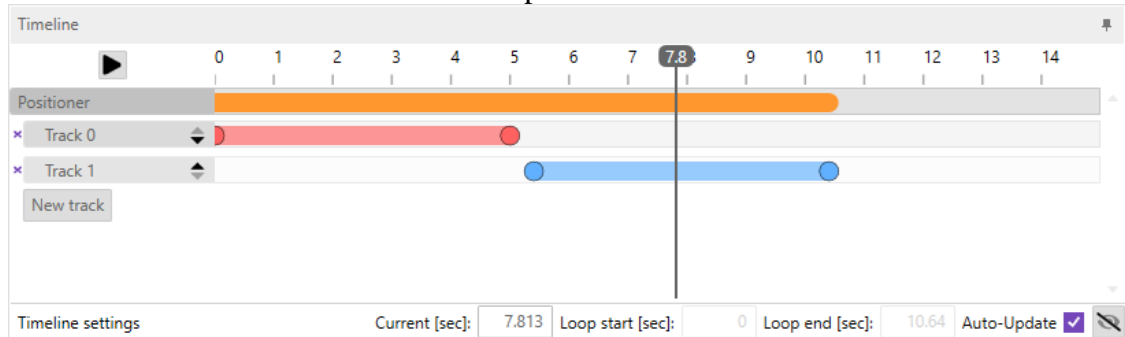 Timeline
0 1 2 3 4 5 6 7 7.8 9 10 11 12 13 14
Positioner
Track 0
Track 1
New track
Timeline settings Current [sec]: 7.813 Loop start [sec]: 0 Loop end [sec]: 10.64 Auto-Update